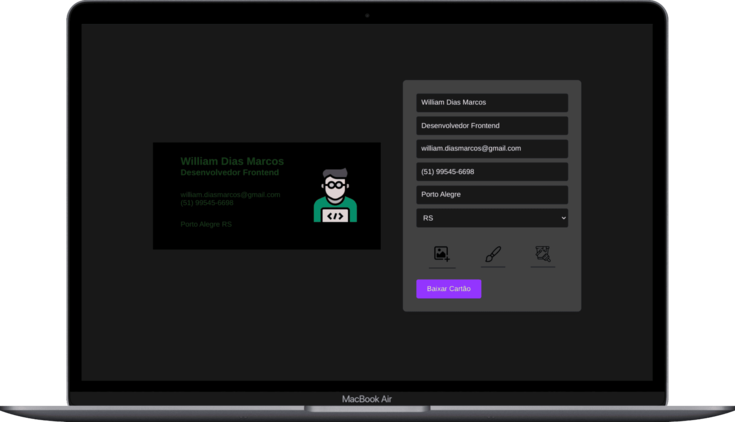 William Dias Marcos
Desenvolvedor Frontend
william.diasmarcos@gmail.com
(51) 99545-6698
Porto Alegre RS
</>
William Dias Marcos
Desenvolvedor Frontend
william.diasmarcos@gmail.com
(51) 99545-6698
Porto Alegre
RS
Baixar Cartão
MacBook Air